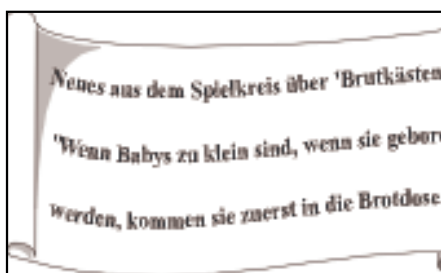 Neues aus dem Spielkreis über 'Brutkästen
"Wenn Babys zu klein sind, wenn sie gebor
werden, kommen sie zuerst in die Brotdose